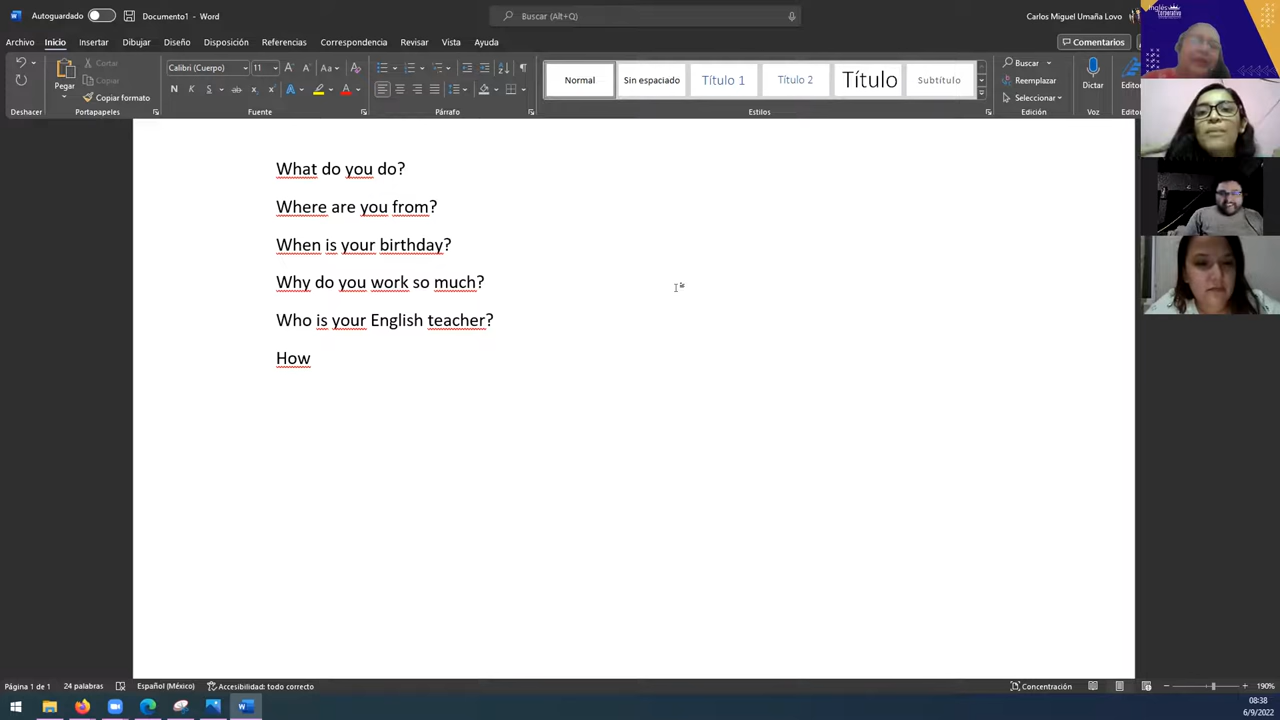 Autoguardado
Documento1 - Word
Buscar (Alt+Q)
Carlos Miguel Umaña Lovo
Inglés
Corporativo
Archivo Inicio Insertar Dibujar Diseño Disposición Referencias Correspondencia Revisar Vista Ayuda
Comentarios
Pegar
Cortar
Copiar
Copiar formato
Calibri (Cuerpo) 11
N K S
Normal
Sin espaciado
Título 1
Título 2
Título
Subtítulo
Buscar
Reemplazar
Seleccionar
Dictar
Editor
Deshacer Portapapeles Fuente Párrafo Estilos Edición Voz Editor
What do you do?
Where are you from?
When is your birthday?
Why do you work so much?
Who is your English teacher?
How
Página 1 de 1 24 palabras Español (México) Accesibilidad: todo correcto
Concentración 190%
08:38
6/9/2022